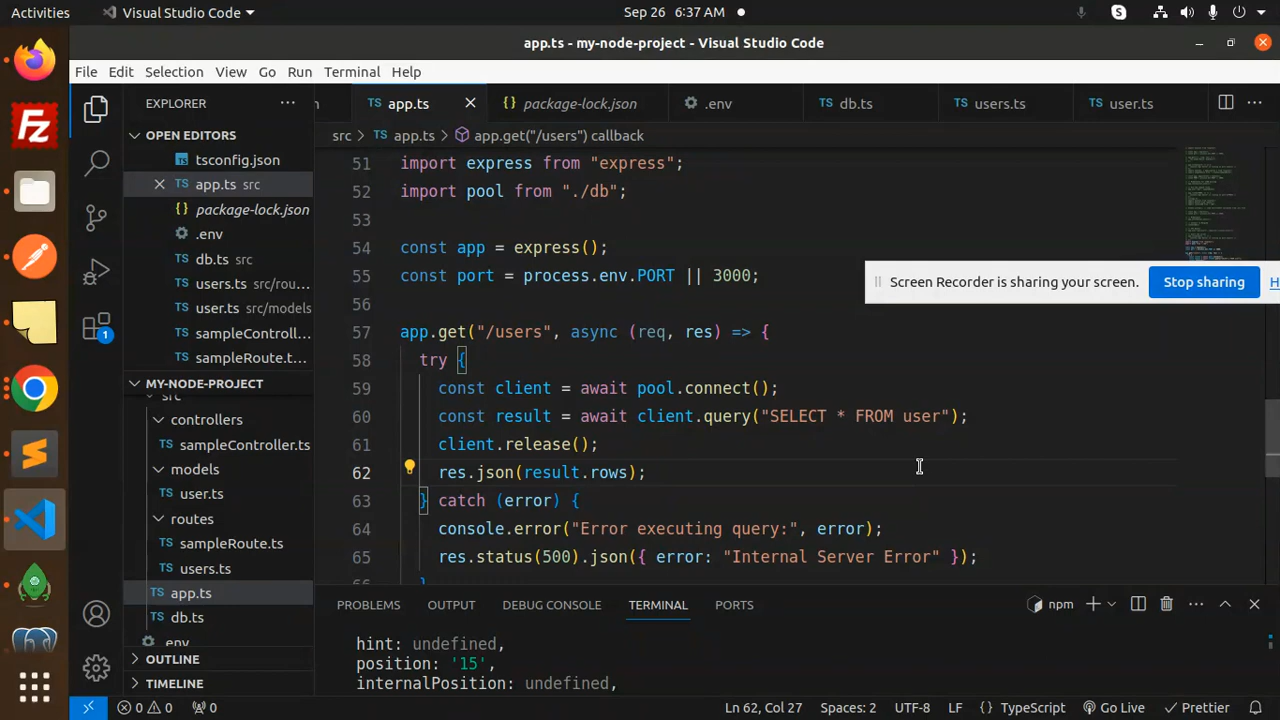 Activities
Visual Studio Code
Sep 26 6:37 AM
app.ts - my-node-project - Visual Studio Code
File Edit Selection View Go Run Terminal Help
EXPLORER
app.ts
package-lock.json
.env
db.ts
users.ts
user.ts
OPEN EDITORS
tsconfig.json
app.ts src
package-lock.json
.env
db.ts src
users.ts src/rou...
user.ts src/models
sampleControll...
sampleRoute.t...
MY-NODE-PROJECT
src
controllers
sampleController.ts
models
user.ts
routes
sampleRoute.ts
users.ts
app.ts
db.ts
.env
OUTLINE
TIMELINE
src > TS app.ts > app.get("/users") callback
51 import express from "express";
52 import pool from "./db";
53
54 const app = express();
55 const port = process.env.PORT || 3000;
56
57 app.get("/users", async (req, res) => {
58 try {
59 const client = await pool.connect();
60 const result = await client.query("SELECT * FROM user");
61 client.release();
62 res.json(result.rows);
63 } catch (error) {
64 console.error("Error executing query:", error);
65 res.status(500).json({ error: "Internal Server Error" });
66 }
Screen Recorder is sharing your screen.
Stop sharing
PROBLEMS OUTPUT DEBUG CONSOLE TERMINAL PORTS
npm
hint: undefined,
position: '15',
internalPosition: undefined,
0 0 0
Ln 62, Col 27
Spaces: 2
UTF-8
LF
{ } TypeScript
Go Live
Prettier